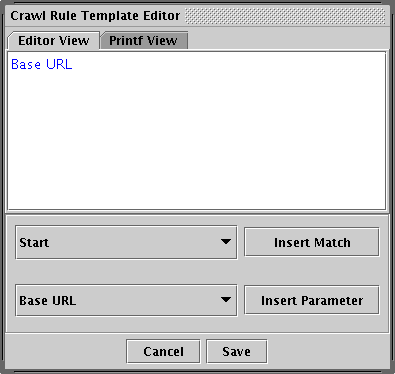 Crawl Rule Template Editor
Editor View Printf View
Base URL
Start Insert Match
Base URL Insert Parameter
Cancel Save